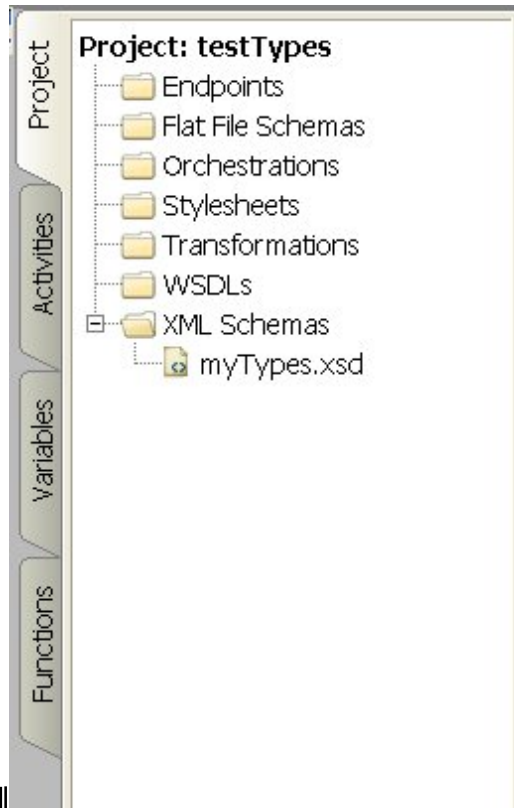 Project
Activities
Variables
Functions
Project: testTypes
Endpoints
Flat File Schemas
Orchestrations
Stylesheets
Transformations
WSDLs
XML Schemas
myTypes.xsd